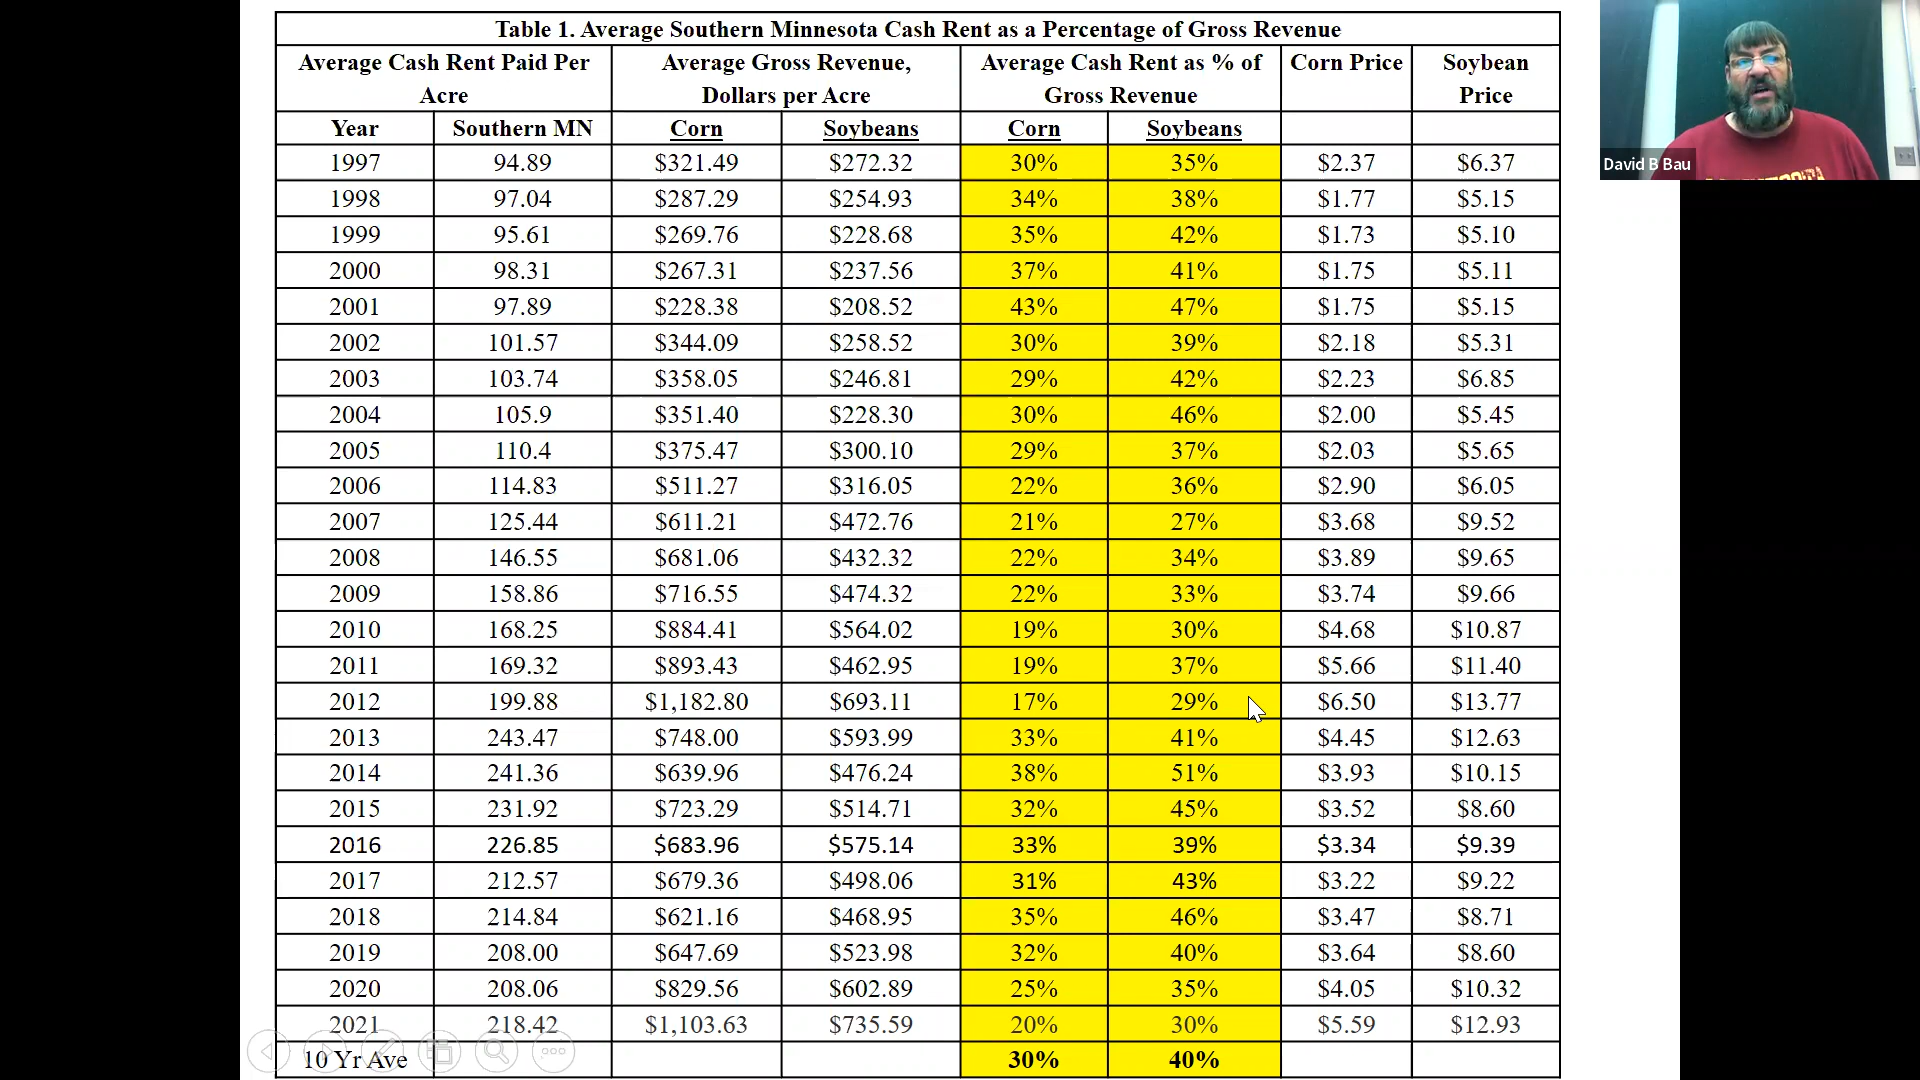 Table 1. Average Southern Minnesota Cash Rent as a Percentage of Gross Revenue
Average Cash Rent Paid Per Acre Average Gross Revenue, Dollars per Acre Average Cash Rent as % of Gross Revenue Corn Price Soybean Price
Year Southern MN Corn Soybeans Corn Soybeans
1997 94.89 $321.49 $272.32 30% 35% $2.37 $6.37
1998 97.04 $287.29 $254.93 34% 38% $1.77 $5.15
1999 95.61 $269.76 $228.68 35% 42% $1.73 $5.10
2000 98.31 $267.31 $237.56 37% 41% $1.75 $5.11
2001 97.89 $228.38 $208.52 43% 47% $1.75 $5.15
2002 101.57 $344.09 $258.52 30% 39% $2.18 $5.31
2003 103.74 $358.05 $246.81 29% 42% $2.23 $6.85
2004 105.9 $351.40 $228.30 30% 46% $2.00 $5.45
2005 110.4 $375.47 $300.10 29% 37% $2.03 $5.65
2006 114.83 $511.27 $316.05 22% 36% $2.90 $6.05
2007 125.44 $611.21 $472.76 21% 27% $3.68 $9.52
2008 146.55 $681.06 $432.32 22% 34% $3.89 $9.65
2009 158.86 $716.55 $474.32 22% 33% $3.74 $9.66
2010 168.25 $884.41 $564.02 19% 30% $4.68 $10.87
2011 169.32 $893.43 $462.95 19% 37% $5.66 $11.40
2012 199.88 $1,182.80 $693.11 17% 29% $6.50 $13.77
2013 243.47 $748.00 $593.99 33% 41% $4.45 $12.63
2014 241.36 $639.96 $476.24 38% 51% $3.93 $10.15
2015 231.92 $723.29 $514.71 32% 45% $3.52 $8.60
2016 226.85 $683.96 $575.14 33% 39% $3.34 $9.39
2017 212.57 $679.36 $498.06 31% 43% $3.22 $9.22
2018 214.84 $621.16 $468.95 35% 46% $3.47 $8.71
2019 208.00 $647.69 $523.98 32% 40% $3.64 $8.60
2020 208.06 $829.56 $602.89 25% 35% $4.05 $10.32
2021 218.42 $1,103.63 $735.59 20% 30% $5.59 $12.93
10 Yr Ave 30% 40%
David B Bau